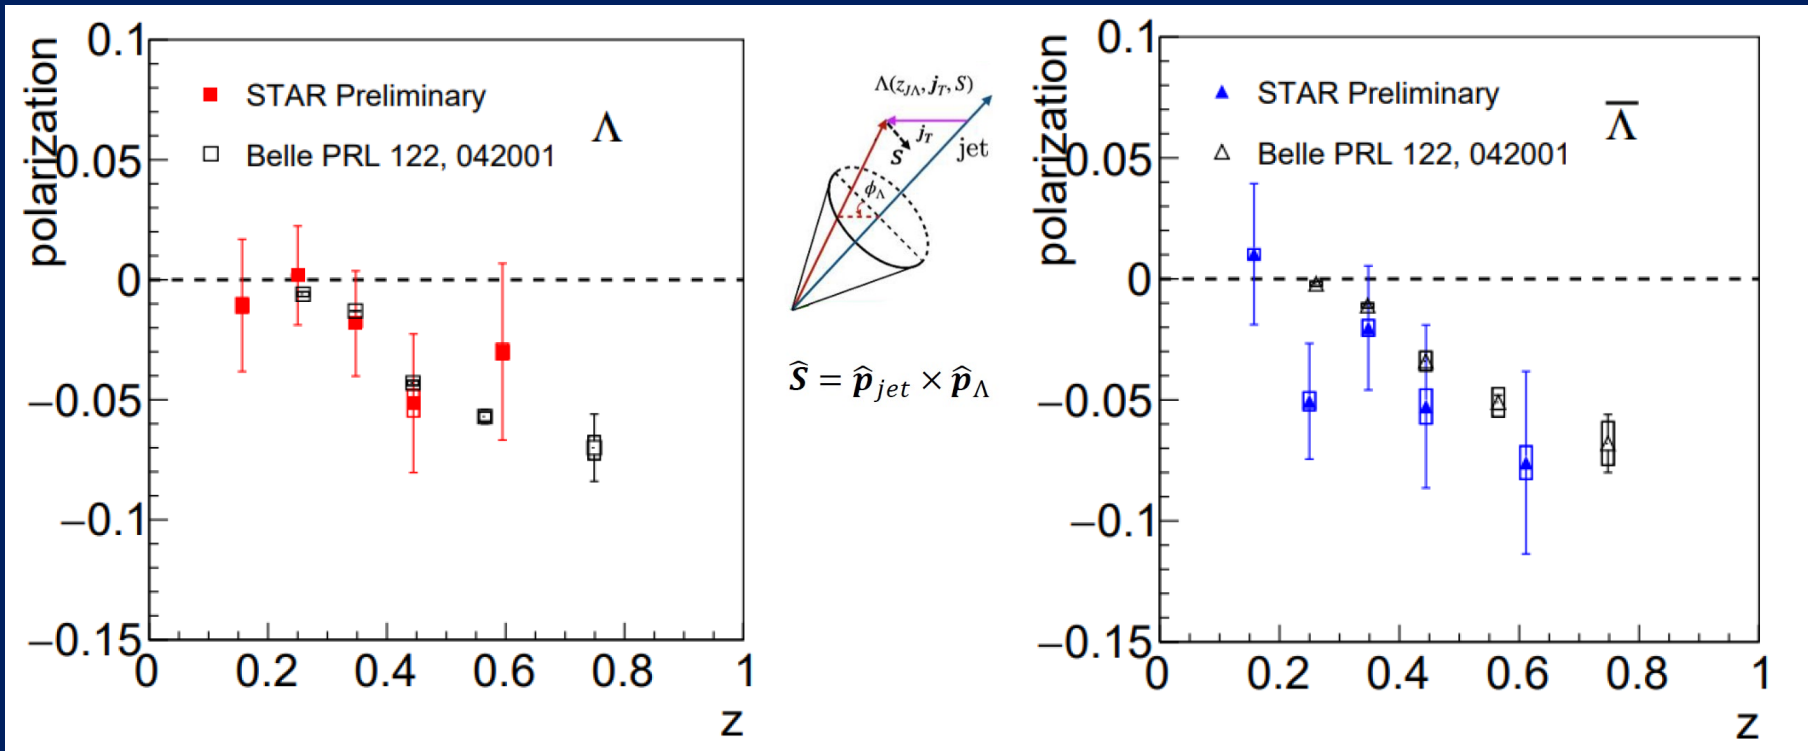 polarization
0.1
0.05
0
−0.05
−0.1
−0.15
0 0.2 0.4 0.6 0.8 1
z
STAR Preliminary
Belle PRL 122, 042001
Λ
Λ(z_{JΛ}, j_T, S)
j_T
S
jet
ϕ_Λ
Ŝ = p̂_{jet} × p̂_Λ
polarization
0.1
0.05
0
−0.05
−0.1
−0.15
0 0.2 0.4 0.6 0.8 1
z
STAR Preliminary
Belle PRL 122, 042001
Λ̅